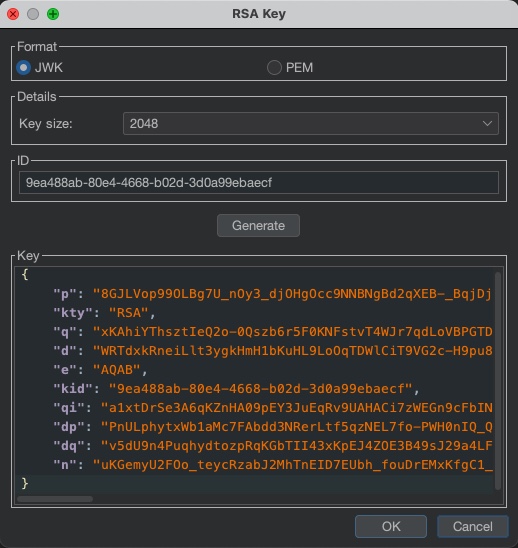 RSA Key
Format
JWK
PEM
Details
Key size: 2048
ID
9ea488ab-80e4-4668-b02d-3d0a99ebaecf
Generate
Key
{
"p": "8GJLVop99OLBg7U_nOy3_djOHgOcc9NNBNgBd2qXEB-_BqjDj
"kty": "RSA",
"q": "xKAhiYThsztIeQ2o-0Qszb6r5F0KNFstvT4WJr7qdLoVBPGTD
"d": "WRTdxkRneiLlt3ygkHmH1bKuHL9LoOqTDWlCiT9VG2c-H9pu8
"e": "AQAB",
"kid": "9ea488ab-80e4-4668-b02d-3d0a99ebaecf",
"qi": "a1xtDrSe3A6qKZnHA09pEY3JuEqRv9UAHACi7zWEGn9cFbIN
"dp": "PnULphytxWb1aMc7FAbdd3NRerLtf5qzNEL7fo-PWH0nIQ_Q
"dq": "v5dU9n4PuqhydtozpRqKGbTII43xKpEJ4ZOE3B49sJ29a4LF
"n": "uKGemyU2FOo_teycRzabJ2MhTnEID7EUbh_fouDrEMxKfgC1_
}
OK
Cancel